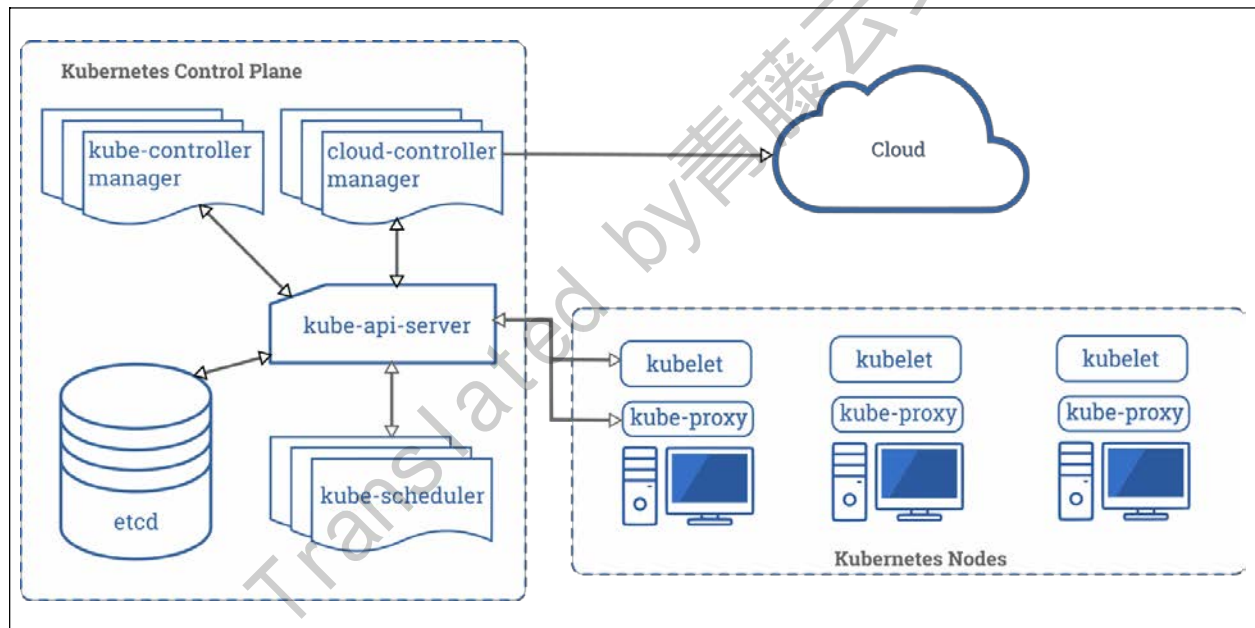 Kubernetes Control Plane
kube-controller
manager
cloud-controller
manager
Cloud
kube-api-server
kubelet
kubelet
kubelet
kube-proxy
kube-proxy
kube-proxy
etcd
kube-scheduler
Kubernetes Nodes
Translated by青藤云